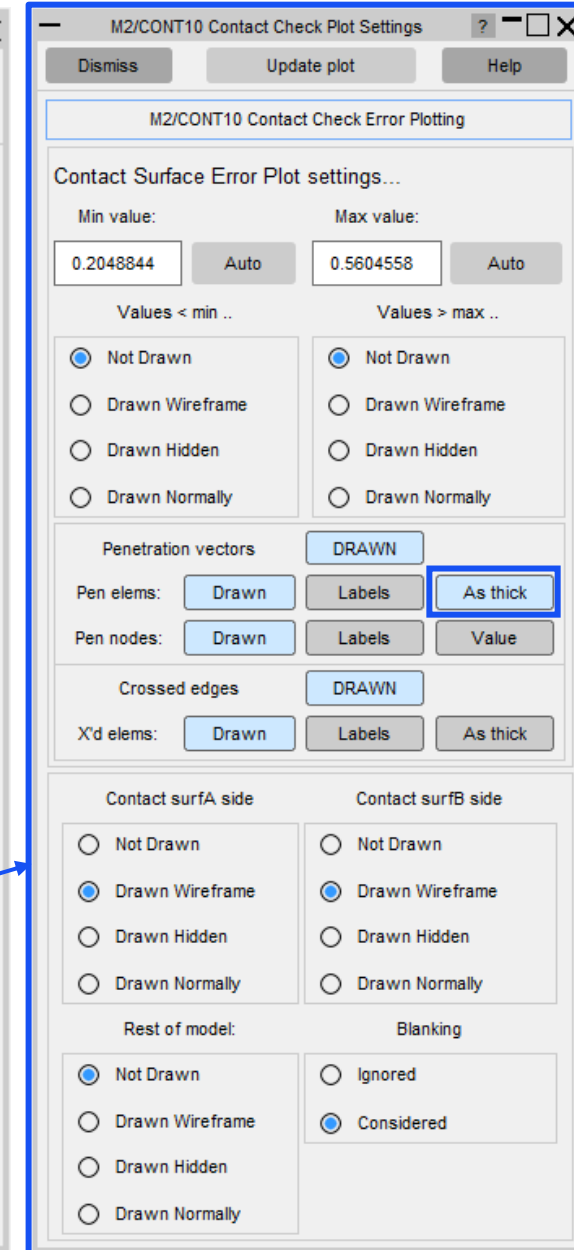 M2/CONT10 Contact Check Plot Settings ?
Dismiss Update plot Help
M2/CONT10 Contact Check Error Plotting
Contact Surface Error Plot settings...
Min value: Max value:
0.2048844 Auto 0.5604558 Auto
Values < min .. Values > max ..
Not Drawn Not Drawn
Drawn Wireframe Drawn Wireframe
Drawn Hidden Drawn Hidden
Drawn Normally Drawn Normally
Penetration vectors DRAWN
Pen elems: Drawn Labels As thick
Pen nodes: Drawn Labels Value
Crossed edges DRAWN
X'd elems: Drawn Labels As thick
Contact surfA side Contact surfB side
Not Drawn Not Drawn
Drawn Wireframe Drawn Wireframe
Drawn Hidden Drawn Hidden
Drawn Normally Drawn Normally
Rest of model: Blanking
Not Drawn Ignored
Drawn Wireframe Considered
Drawn Hidden
Drawn Normally